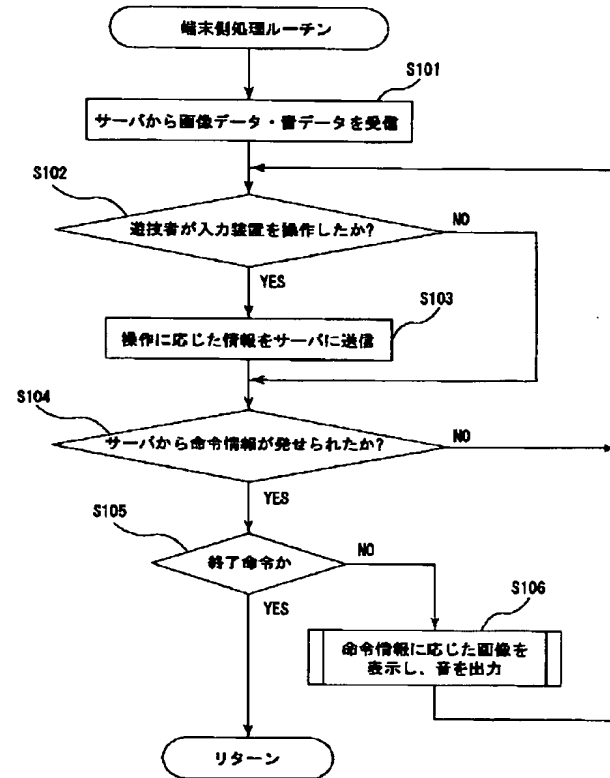 端末側処理ルーチン
S101
サーバから画像データ・音データを受信
S102
遊技者が入力装置を操作したか?
NO
YES
S103
操作に応じた情報をサーバに送信
S104
サーバから命令情報が発せられたか?
NO
YES
S105
終了命令か
NO
YES
S106
命令情報に応じた画像を
表示し、音を出力
リターン